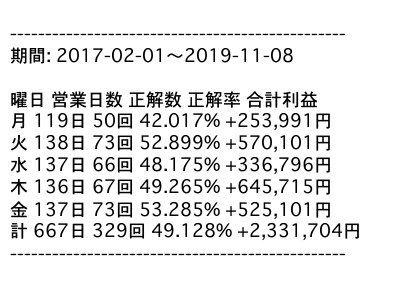 ------------------------------------------------
期間: 2017-02-01～2019-11-08
曜日 営業日数 正解数 正解率 合計利益
月 119日 50回 42.017% +253,991円
火 138日 73回 52.899% +570,101円
水 137日 66回 48.175% +336,796円
木 136日 67回 49.265% +645,715円
金 137日 73回 53.285% +525,101円
計 667日 329回 49.128% +2,331,704円
------------------------------------------------